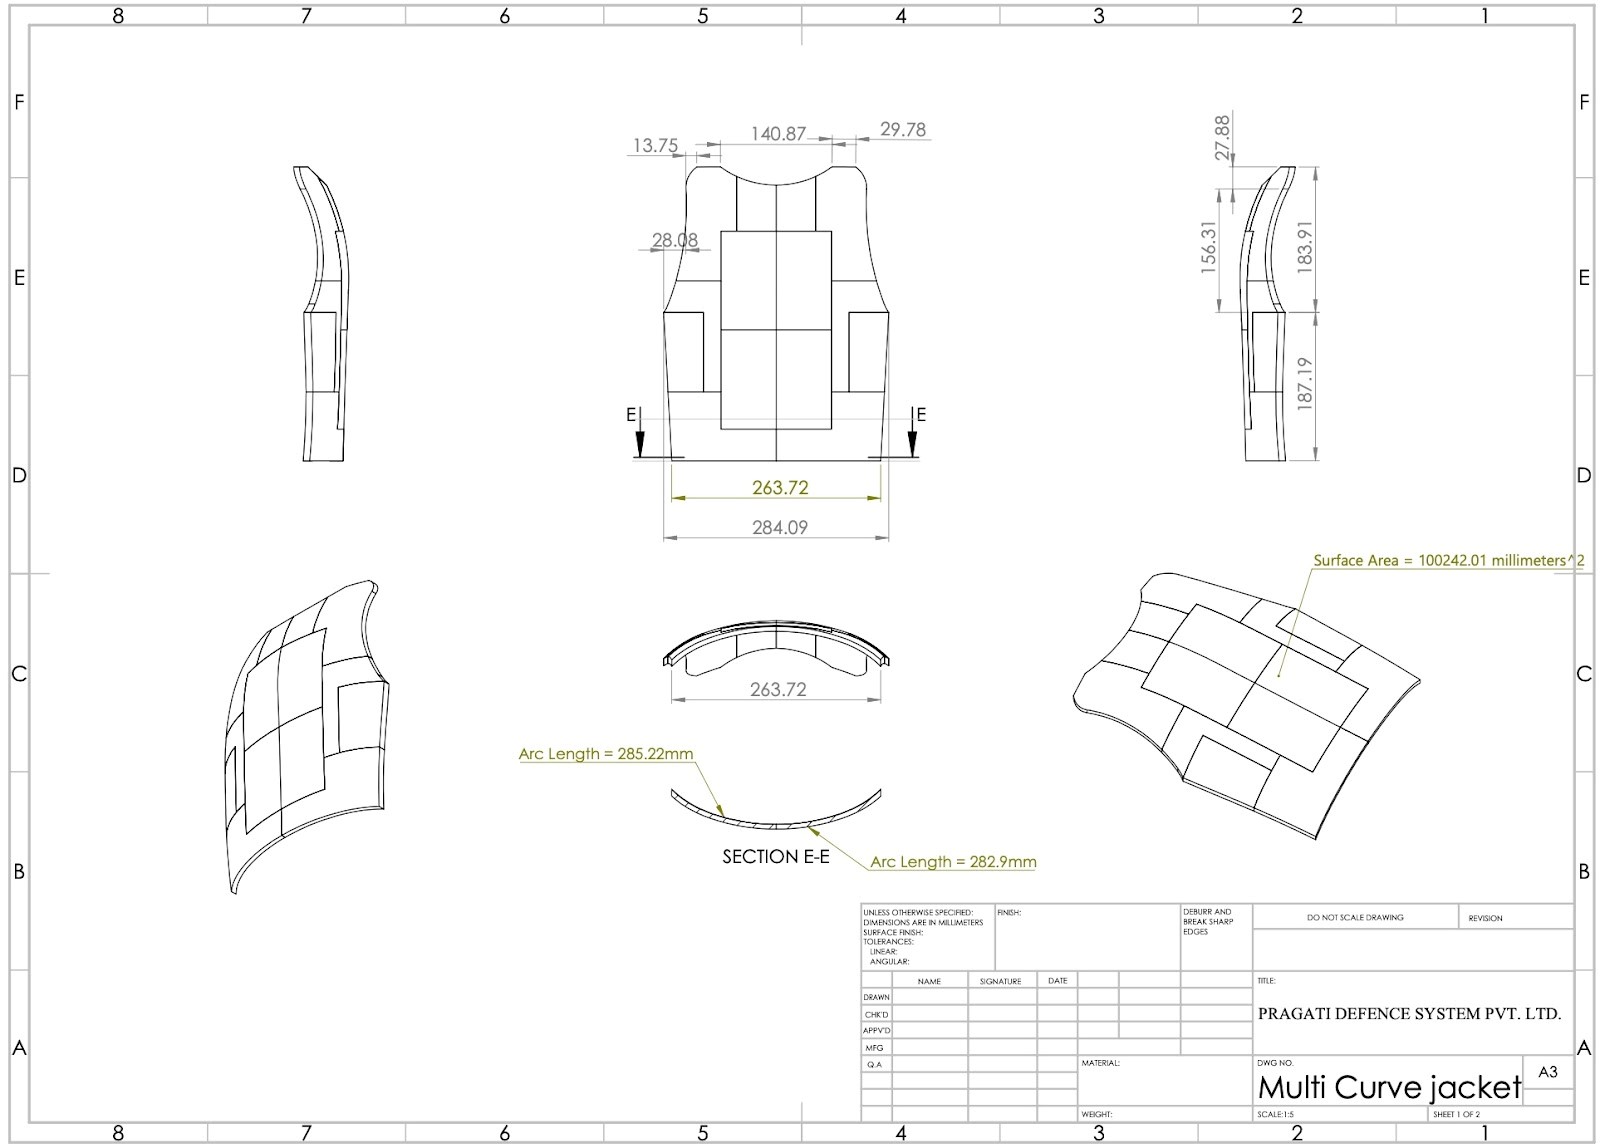 8 7 6 5 4 3 2 1
F F
E E
D D
C C
B B
A A
13.75 140.87 29.78
28.08
E E
263.72
284.09
27.88
156.31
183.91
187.19
Surface Area = 100242.01 millimeters^2
263.72
Arc Length = 285.22mm
SECTION E-E
Arc Length = 282.9mm
UNLESS OTHERWISE SPECIFIED:
DIMENSIONS ARE IN MILLIMETERS
SURFACE FINISH:
TOLERANCES:
LINEAR:
ANGULAR:
FINISH:
DEBURR AND
BREAK SHARP
EDGES
DO NOT SCALE DRAWING
REVISION
NAME SIGNATURE DATE
DRAWN
CHK'D
APPV'D
MFG
Q.A
TITLE:
PRAGATI DEFENCE SYSTEM PVT. LTD.
MATERIAL:
DWG NO.
Multi Curve jacket
A3
WEIGHT:
SCALE:1:5
SHEET 1 OF 2
8 7 6 5 4 3 2 1